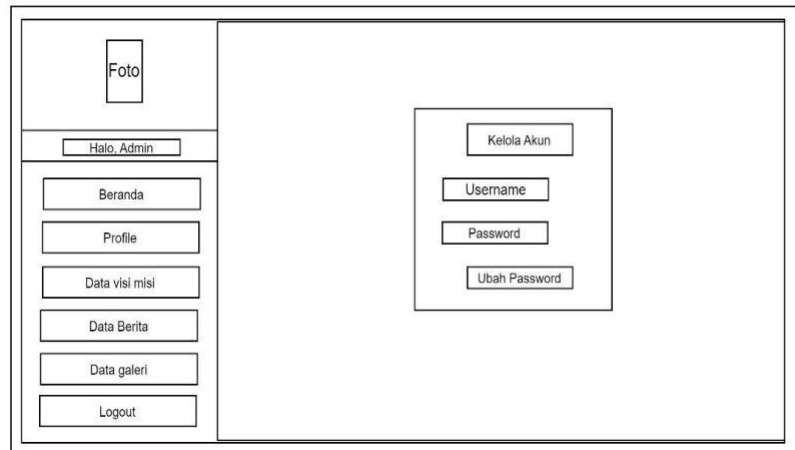 Foto
Halo, Admin
Beranda
Profile
Data visi misi
Data Berita
Data galeri
Logout
Kelola Akun
Username
Password
Ubah Password